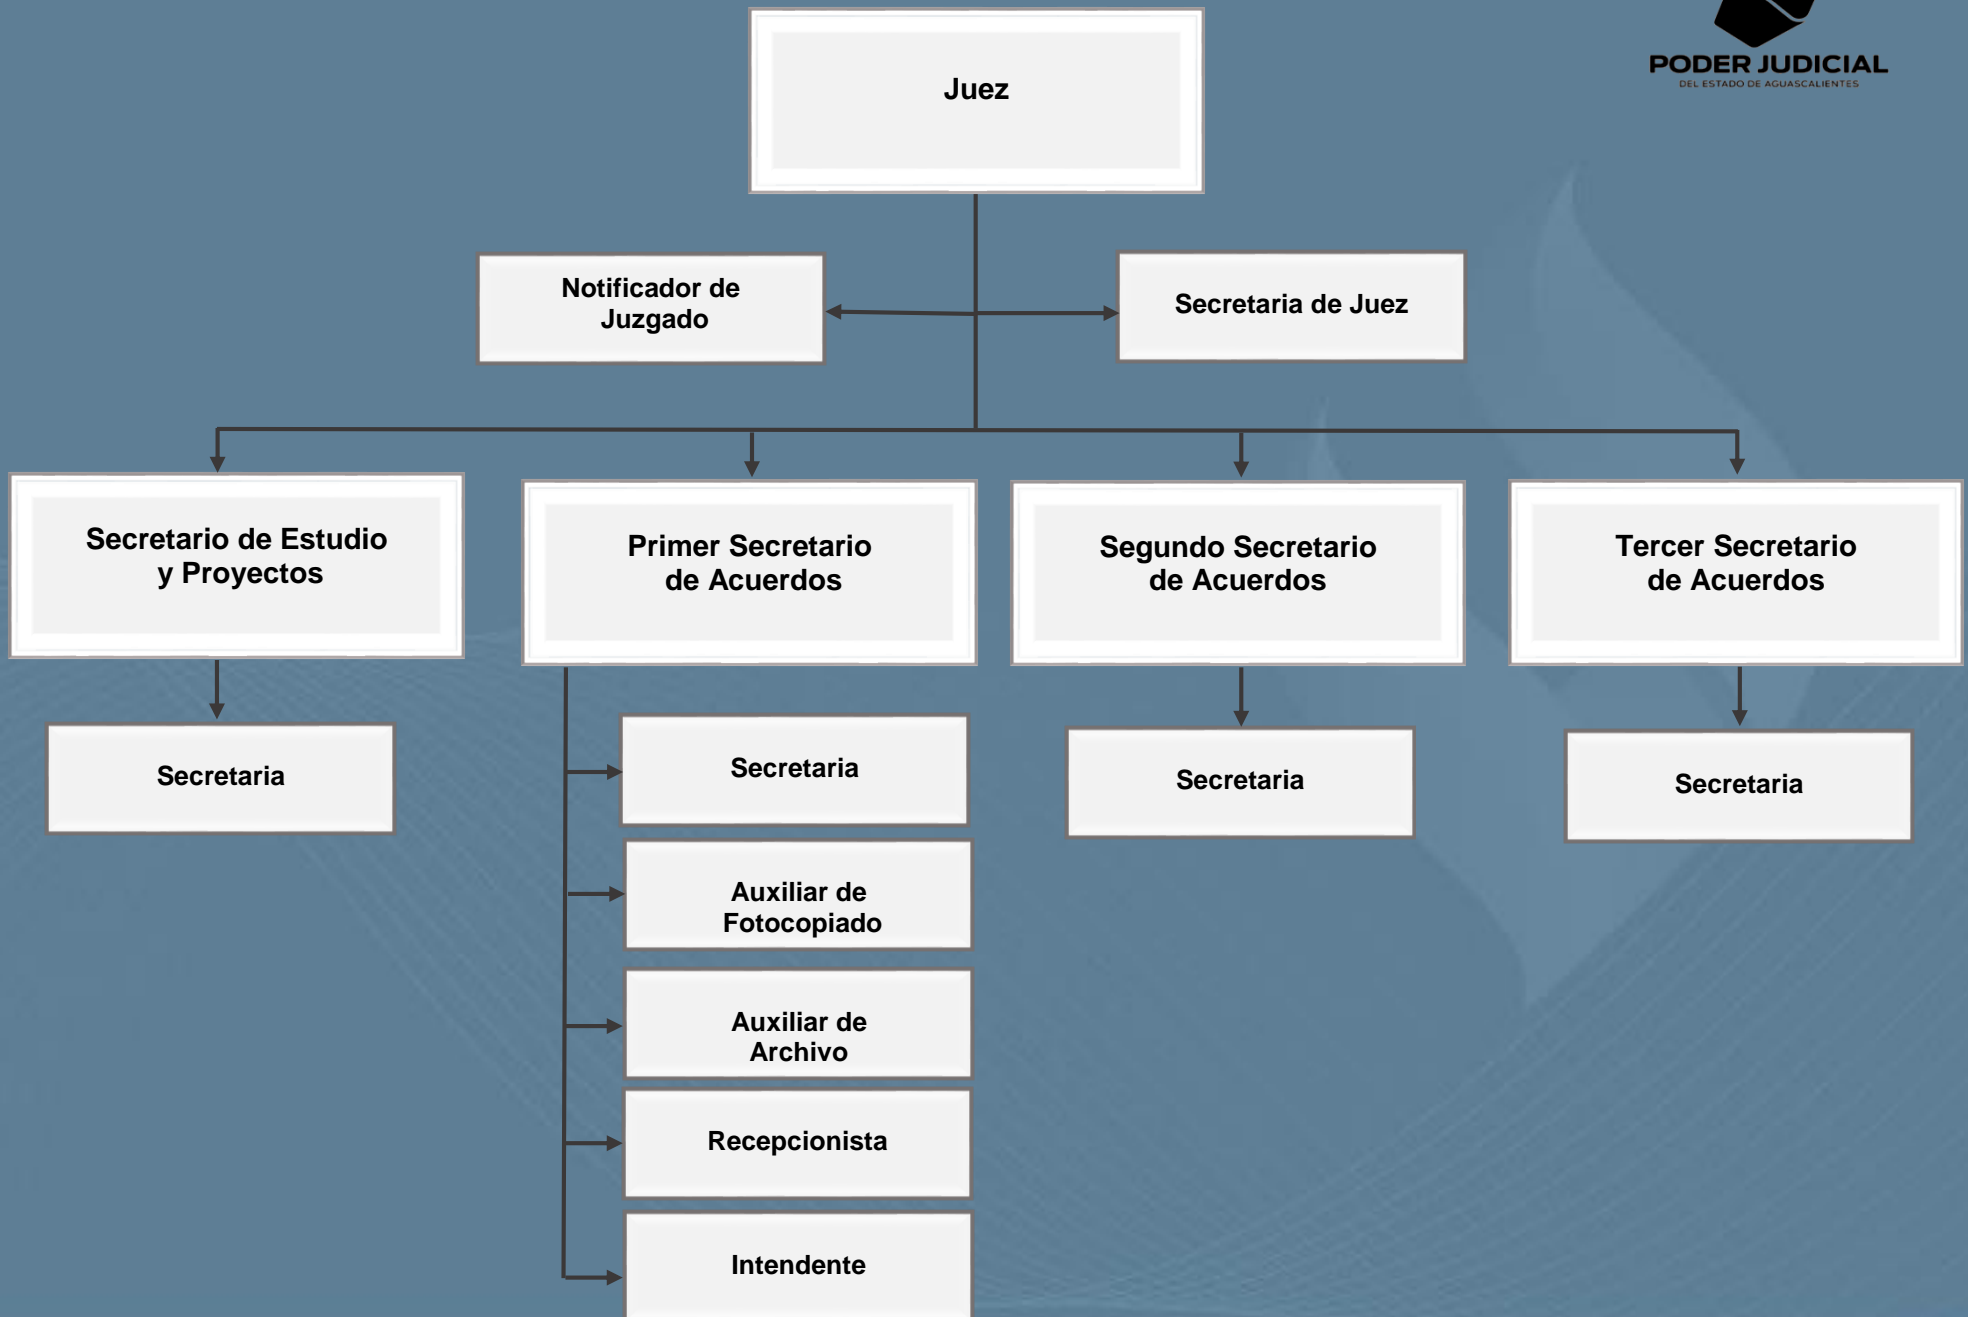 PODER JUDICIAL
DEL ESTADO DE AGUASCALIENTES
Juez
Notificador de
Juzgado
Secretaria de Juez
Secretario de Estudio
y Proyectos
Primer Secretario
de Acuerdos
Segundo Secretario
de Acuerdos
Tercer Secretario
de Acuerdos
Secretaria
Secretaria
Secretaria
Secretaria
Auxiliar de
Fotocopiado
Auxiliar de
Archivo
Recepcionista
Intendente